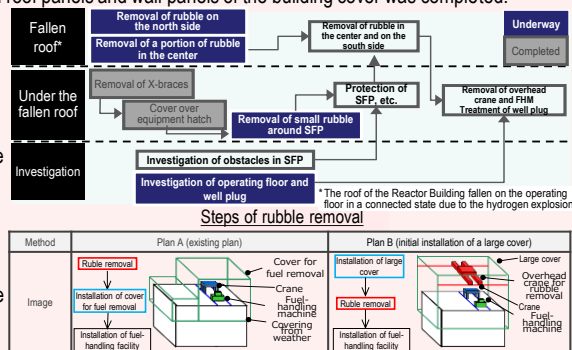 roof panels and wall panels of the building cover was completed.
Fallen
roof*
Removal of rubble on
the north side
Removal of a portion of rubble
in the center
Removal of rubble in
the center and on the
south side
Underway
Completed
Under the
fallen roof
Removal of X-braces
Cover over
equipment hatch
Removal of small rubble
around SFP
Protection of
SFP, etc.
Removal of overhead
crane and FHM
Treatment of well plug
Investigation
Investigation of obstacles in SFP
Investigation of operating floor and
well plug
* The roof of the Reactor Building fallen on the operating
floor in a connected state due to the hydrogen explosion
Steps of rubble removal
Method
Plan A (existing plan)
Plan B (initial installation of a large cover)
Image
Ruble removal
Installation of cover
for fuel removal
Installation of fuel-
handling facility
Cover for
fuel removal
Crane
Fuel-
handling
machine
Covering
from
weather
Installation of large
cover
Ruble removal
Installation of fuel-
handling facility
Large cover
Overhead
crane for
rubble
removal
Crane
Fuel-
handling
machine